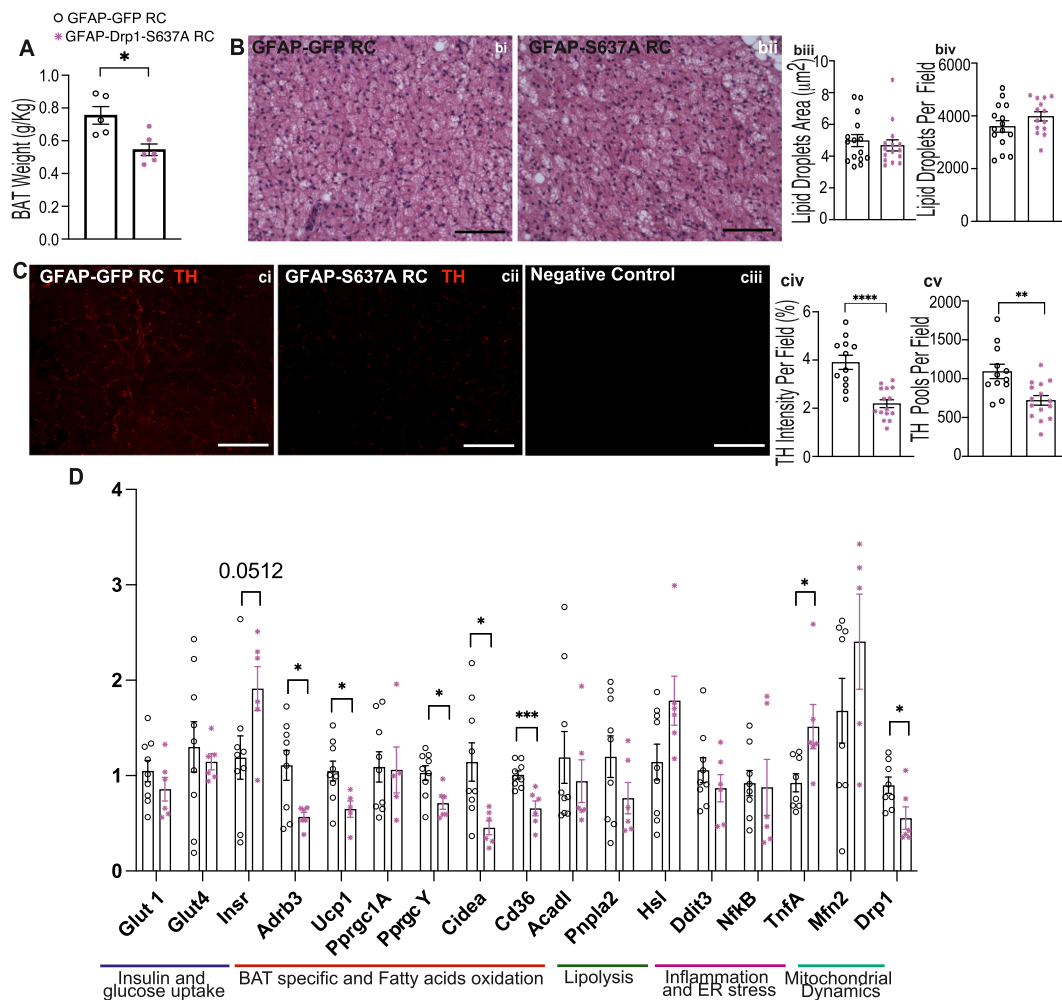 GFAP-GFP RC
GFAP-Drp1-S637A RC
A
*
BAT Weight (g/Kg)
1.0
0.8
0.6
0.4
0.2
0.0
B
GFAP-GFP RC
bi
GFAP-S637A RC
bii
biii
Lipid Droplets Area (μm2)
10
8
6
4
2
0
biv
Lipid Droplets Per Field
6000
4000
2000
0
C
GFAP-GFP RC TH
ci
GFAP-S637A RC TH
cii
Negative Control
ciii
civ
****
TH Intensity Per Field (%)
6
4
2
0
cv
**
TH Pools Per Field
2000
1500
1000
500
0
D
4
3
2
1
0
0.0512
*
*
*
*
***
*
*
Glut 1
Glut4
Insr
Adrb3
Ucp1
Pprgc1A
Pprgc Y
Cidea
Cd36
Acadl
Pnpla2
Hsl
Ddit3
NfkB
TnfA
Mfn2
Drp1
Insulin and
glucose uptake
BAT specific and Fatty acids oxidation
Lipolysis
Inflammation
and ER stress
Mitochondrial
Dynamics